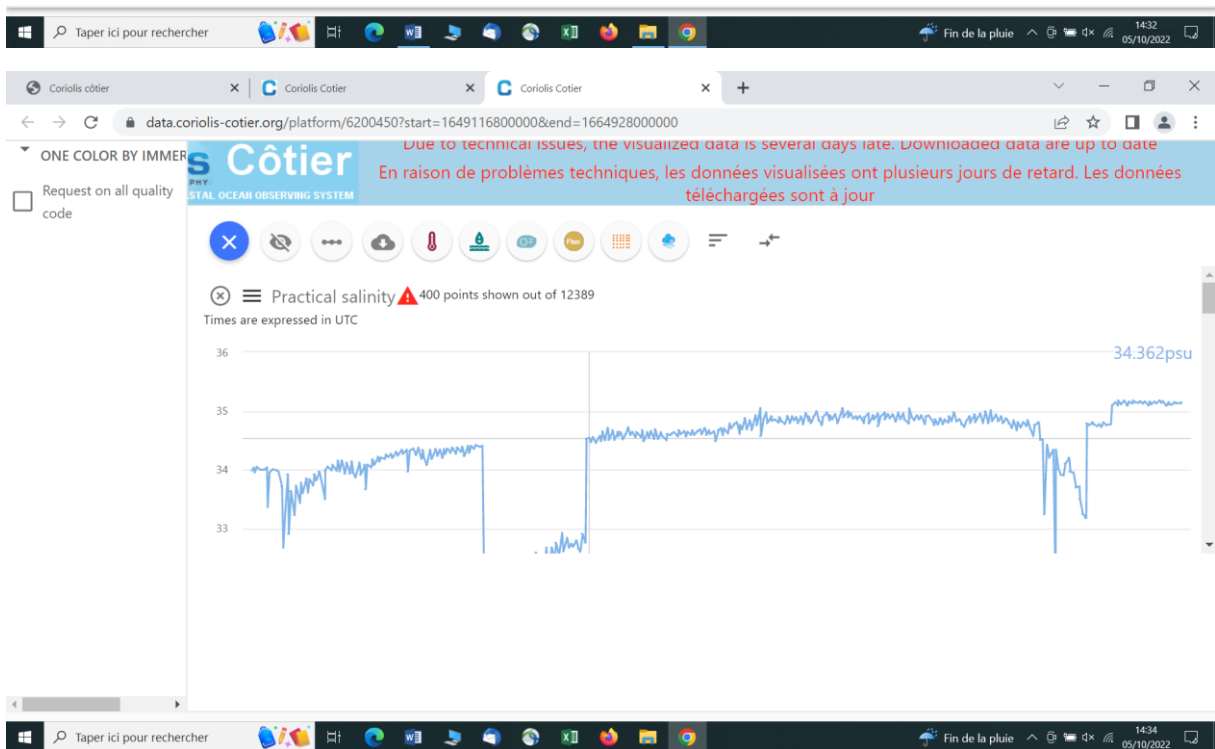 Taper ici pour rechercher
Fin de la pluie
14:32
05/10/2022
Coriolis côtier
Coriolis Cotier
Coriolis Cotier
data.coriolis-cotier.org/platform/6200450?start=1649116800000&end=1664928000000
ONE COLOR BY IMMER
Request on all quality
code
S Côtier
PHY
STAL OCEAN OBSERVING SYSTEM
Due to technical issues, the visualized data is several days late. Downloaded data are up to date
En raison de problèmes techniques, les données visualisées ont plusieurs jours de retard. Les données
téléchargées sont à jour
Fluo
Practical salinity
400 points shown out of 12389
Times are expressed in UTC
34.362psu
36
35
34
33
Taper ici pour rechercher
Fin de la pluie
14:34
05/10/2022